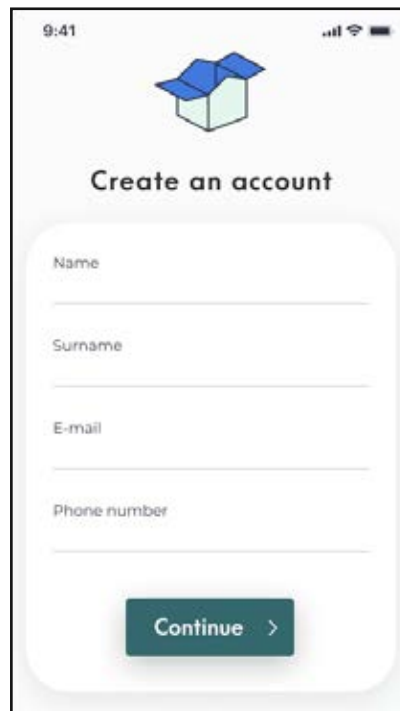 9:41
Create an account
Name
Surname
E-mail
Phone number
Continue